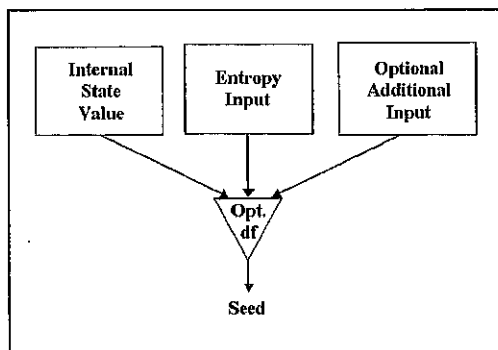 Internal
State
Value
Entropy
Input
Optional
Additional
Input
Opt.
df
Seed